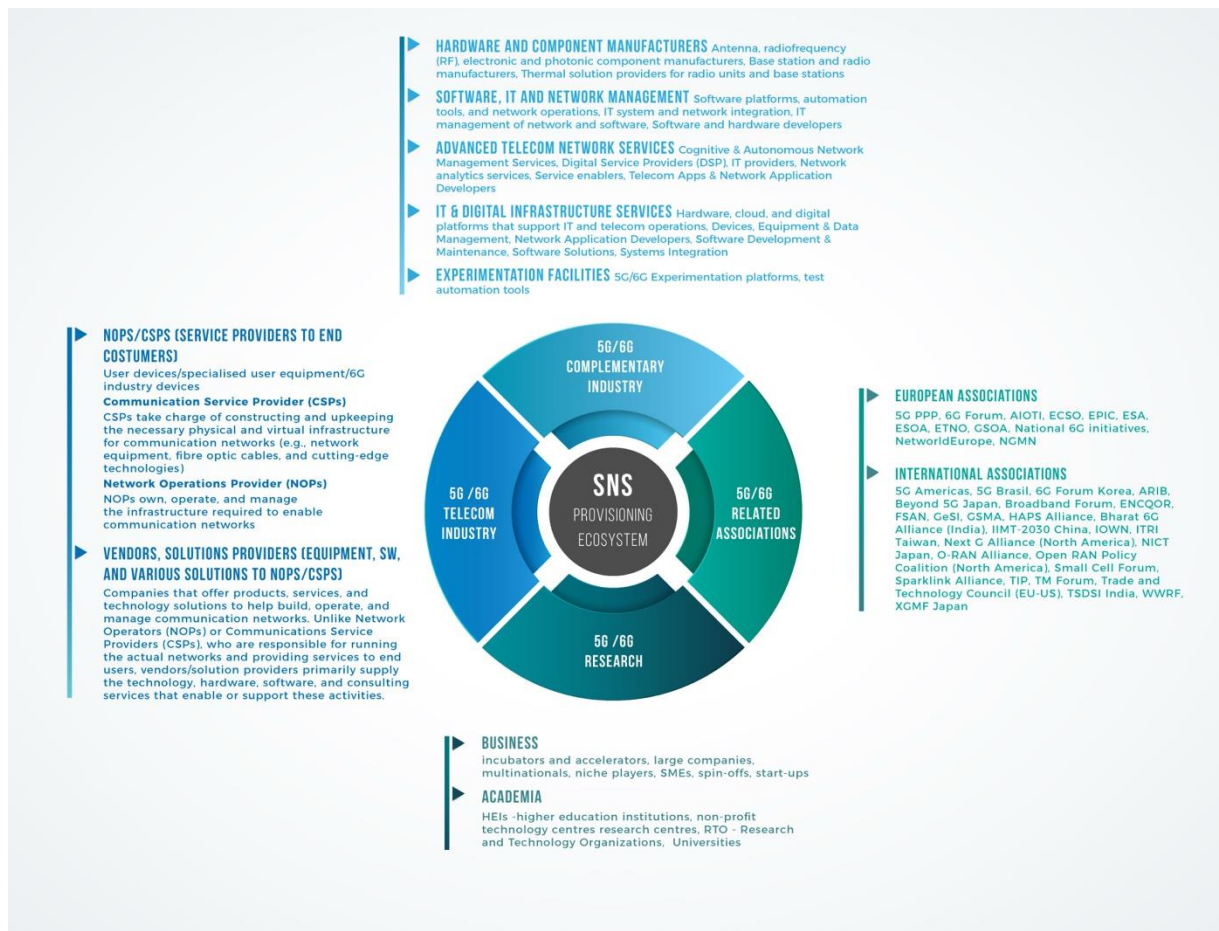 HARDWARE AND COMPONENT MANUFACTURERS Antenna, radiofrequency
(RF), electronic and photonic component manufacturers, Base station and radio
manufacturers, Thermal solution providers for radio units and base stations
SOFTWARE, IT AND NETWORK MANAGEMENT Software platforms, automation
tools, and network operations, IT system and network integration, IT
management of network and software, Software and hardware developers
ADVANCED TELECOM NETWORK SERVICES Cognitive & Autonomous Network
Management Services, Digital Service Providers (DSP), IT providers, Network
analytics services, Service enablers, Telecom Apps & Network Application
Developers
IT & DIGITAL INFRASTRUCTURE SERVICES Hardware, cloud, and digital
platforms that support IT and telecom operations, Devices, Equipment & Data
Management, Network Application Developers, Software Development &
Maintenance, Software Solutions, Systems Integration
EXPERIMENTATION FACILITIES 5G/6G Experimentation platforms, test
automation tools
NOPS/CSPS (SERVICE PROVIDERS TO END
COSTUMERS)
User devices/specialised user equipment/6G
industry devices
Communication Service Provider (CSPs)
CSPs take charge of constructing and upkeeping
the necessary physical and virtual infrastructure
for communication networks (e.g., network
equipment, fibre optic cables, and cutting-edge
technologies)
Network Operations Provider (NOPs)
NOPs own, operate, and manage
the infrastructure required to enable
communication networks
VENDORS, SOLUTIONS PROVIDERS (EQUIPMENT, SW,
AND VARIOUS SOLUTIONS TO NOPS/CSPS)
Companies that offer products, services, and
technology solutions to help build, operate, and
manage communication networks. Unlike Network
Operators (NOPs) or Communications Service
Providers (CSPs), who are responsible for running
the actual networks and providing services to end
users, vendors/solution providers primarily supply
the technology, hardware, software, and consulting
services that enable or support these activities.
5G/6G
COMPLEMENTARY
INDUSTRY
5G /6G
TELECOM
INDUSTRY
SNS
PROVISIONING
ECOSYSTEM
5G/6G
RELATED
ASSOCIATIONS
5G /6G
RESEARCH
EUROPEAN ASSOCIATIONS
5G PPP, 6G Forum, AIOTI, ECSO, EPIC, ESA,
ESOA, ETNO, GSOA, National 6G initiatives,
NetworldEurope, NGMN
INTERNATIONAL ASSOCIATIONS
5G Americas, 5G Brasil, 6G Forum Korea, ARIB,
Beyond 5G Japan, Broadband Forum, ENCQOR,
FSAN, GeSI, GSMA, HAPS Alliance, Bharat 6G
Alliance (India), IIMT-2030 China, IOWN, ITRI
Taiwan, Next G Alliance (North America), NICT
Japan, O-RAN Alliance, Open RAN Policy
Coalition (North America), Small Cell Forum,
Sparklink Alliance, TIP, TM Forum, Trade and
Technology Council (EU-US), TSDSI India, WWRF,
XGMF Japan
BUSINESS
incubators and accelerators, large companies,
multinationals, niche players, SMEs, spin-offs, start-ups
ACADEMIA
HEIs -higher education institutions, non-profit
technology centres research centres, RTO - Research
and Technology Organizations, Universities